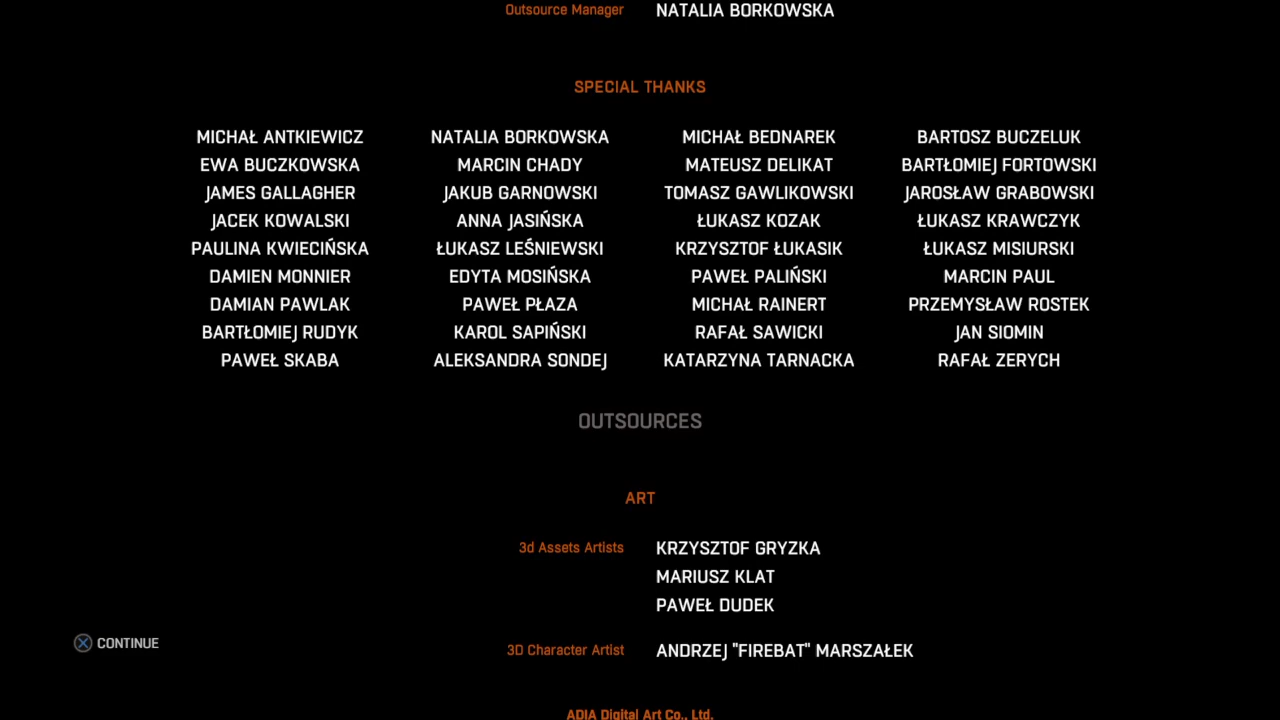 Outsource Manager NATALIA BORKOWSKA
SPECIAL THANKS
MICHAŁ ANTKIEWICZ NATALIA BORKOWSKA MICHAŁ BEDNAREK BARTOSZ BUCZELUK
EWA BUCZKOWSKA MARCIN CHADY MATEUSZ DELIKAT BARTŁOMIEJ FORTOWSKI
JAMES GALLAGHER JAKUB GARNOWSKI TOMASZ GAWLIKOWSKI JAROSŁAW GRABOWSKI
JACEK KOWALSKI ANNA JASIŃSKA ŁUKASZ KOZAK ŁUKASZ KRAWCZYK
PAULINA KWIECIŃSKA ŁUKASZ LEŚNIEWSKI KRZYSZTOF ŁUKASIK ŁUKASZ MISIURSKI
DAMIEN MONNIER EDYTA MOSIŃSKA PAWEŁ PALIŃSKI MARCIN PAUL
DAMIAN PAWLAK PAWEŁ PŁAZA MICHAŁ RAINERT PRZEMYSŁAW ROSTEK
BARTŁOMIEJ RUDYK KAROL SAPIŃSKI RAFAŁ SAWICKI JAN SIOMIN
PAWEŁ SKABA ALEKSANDRA SONDEJ KATARZYNA TARNACKA RAFAŁ ZERYCH
OUTSOURCES
ART
3d Assets Artists KRZYSZTOF GRYZKA
MARIUSZ KLAT
PAWEŁ DUDEK
CONTINUE
3D Character Artist ANDRZEJ "FIREBAT" MARSZAŁEK
ADIA Digital Art Co., Ltd.